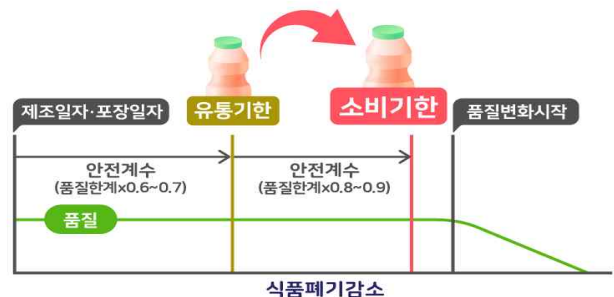 제조일자·포장일자
유통기한
소비기한
품질변화시작
안전계수
(품질한계x0.6~0.7)
안전계수
(품질한계x0.8~0.9)
품질
식품폐기감소